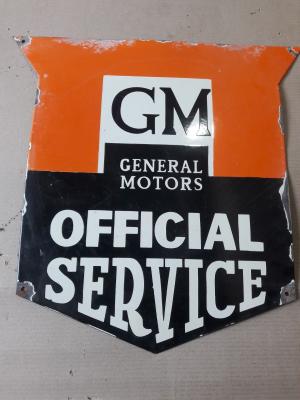 GM
GENERAL
MOTORS
OFFICIAL
SERVICE